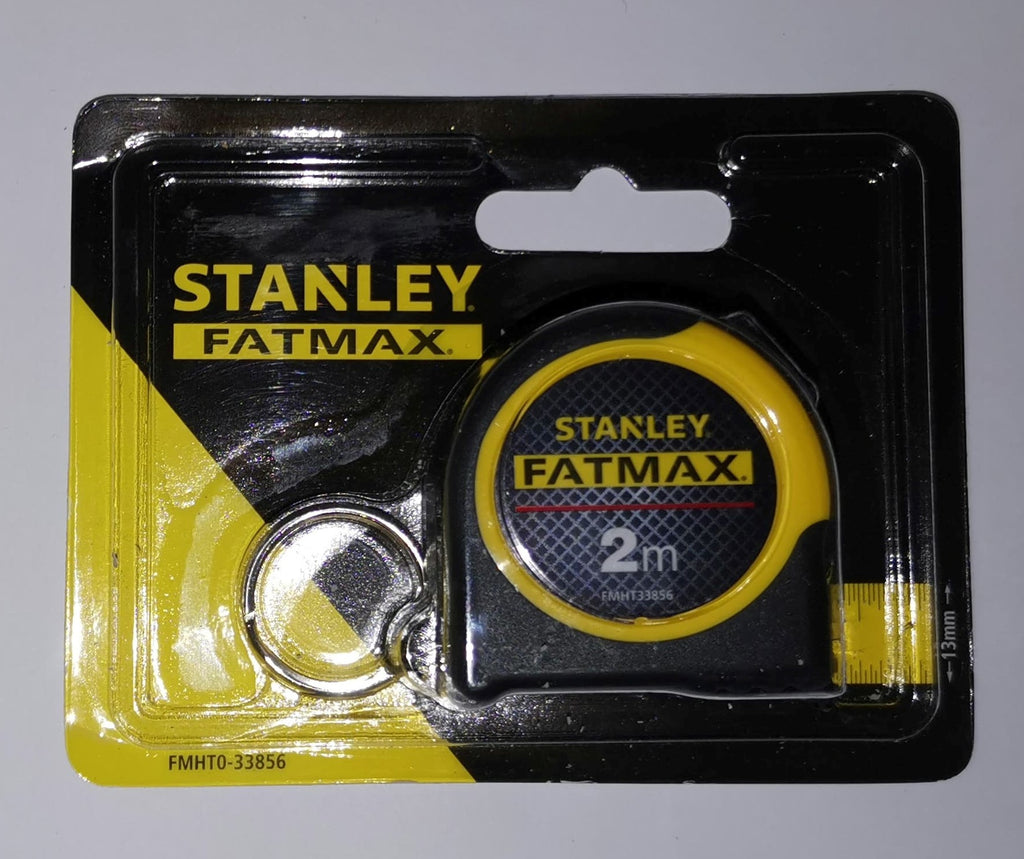 STANLEY®
FATMAX®
STANLEY®
FATMAX®
2m
FMHT33856
13mm
FMHT0-33856